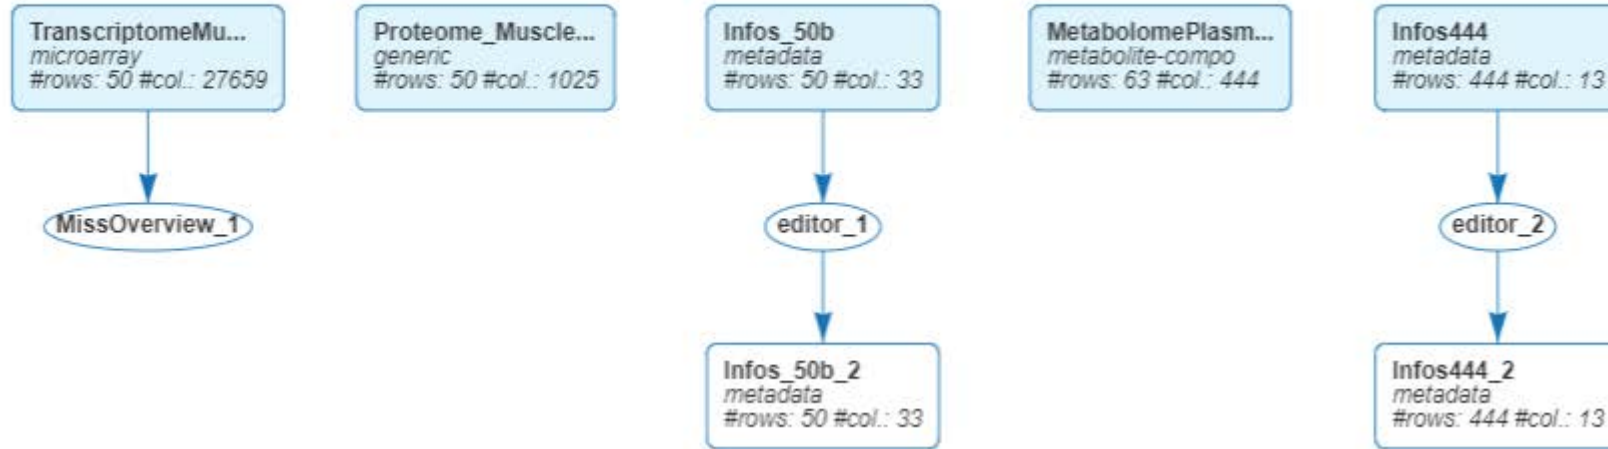 TranscriptomeMu...
microarray
#rows: 50 #col.: 27659
Proteome_Muscle...
generic
#rows: 50 #col.: 1025
Infos_50b
metadata
#rows: 50 #col.: 33
MetabolomePlasm...
metabolite-compo
#rows: 63 #col.: 444
Infos444
metadata
#rows: 444 #col.: 13
MissOverview_1
editor_1
editor_2
Infos_50b_2
metadata
#rows: 50 #col.: 33
Infos444_2
metadata
#rows: 444 #col.: 13